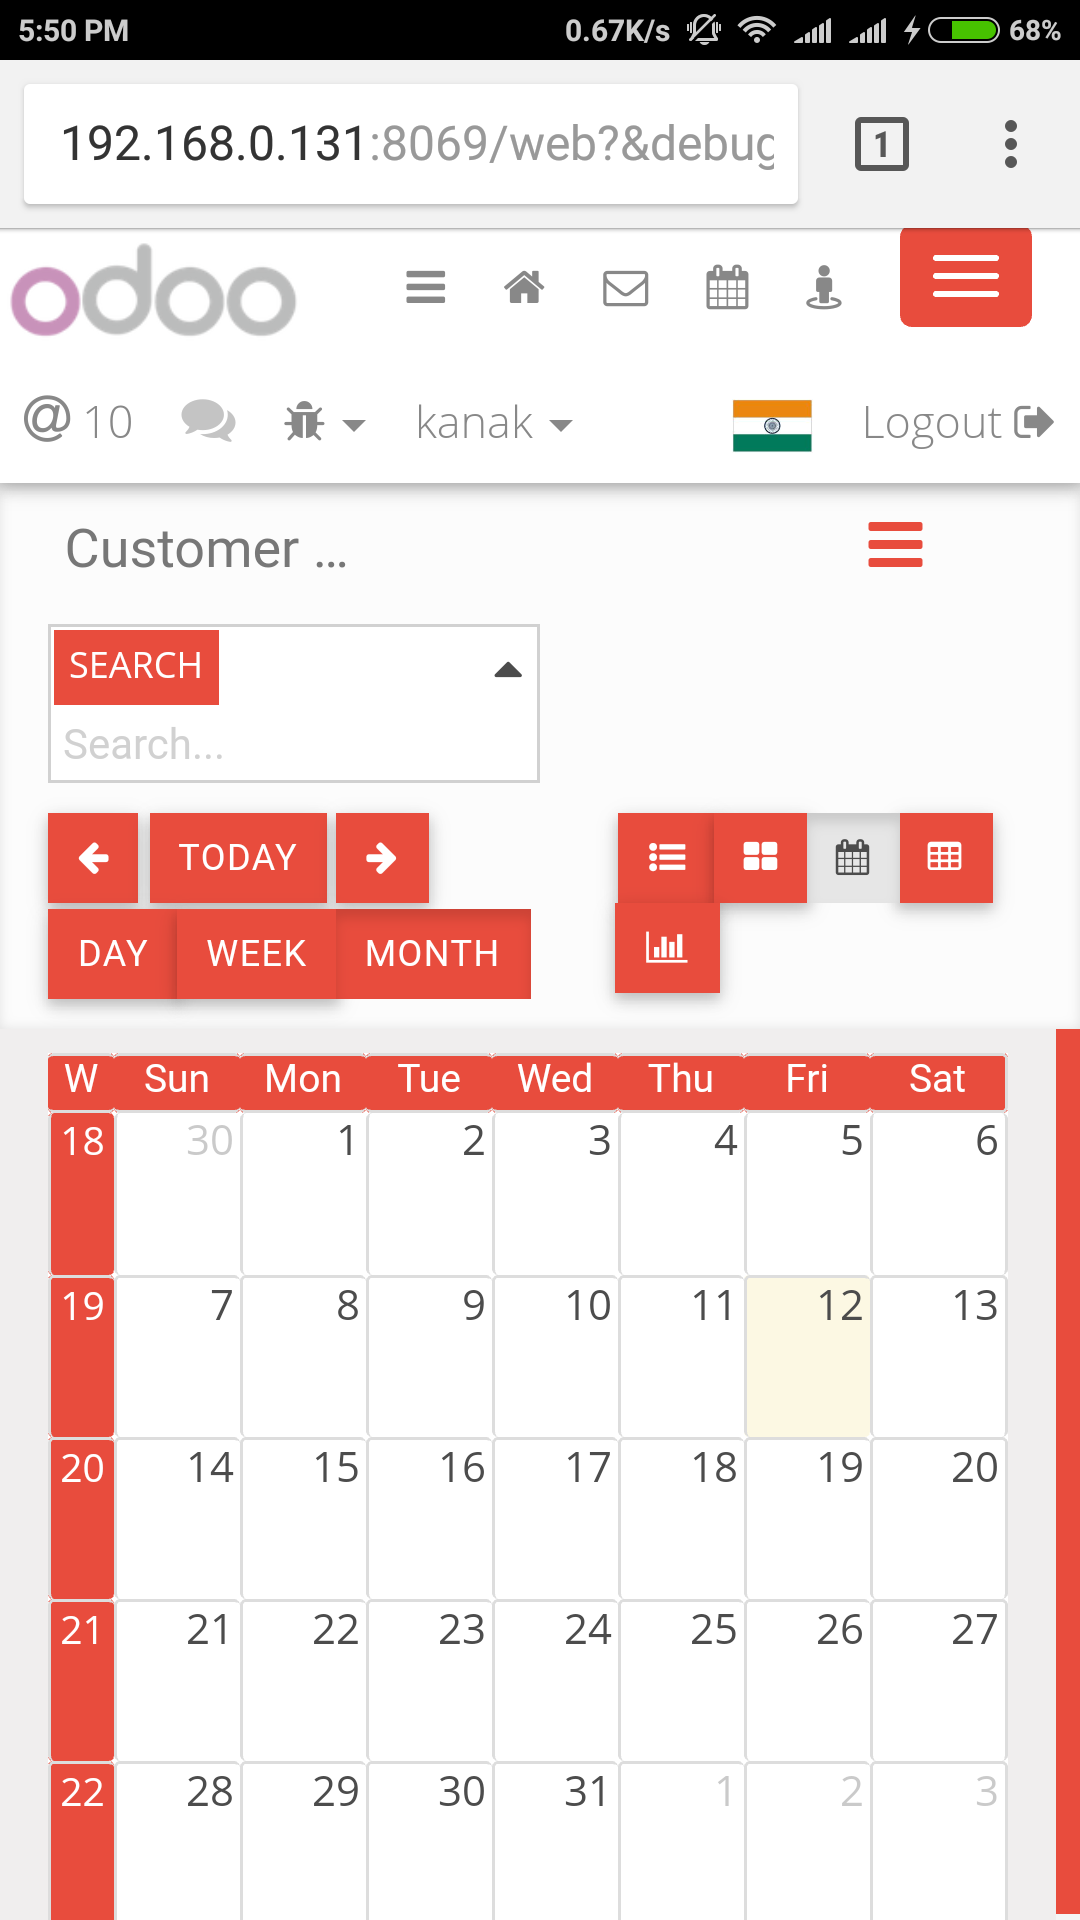 5:50 PM 0.67K/s 68%
192.168.0.131:8069/web?&debug
1
odoo
@ 10 kanak Logout
Customer ...
SEARCH
Search...
TODAY
DAY WEEK MONTH
W Sun Mon Tue Wed Thu Fri Sat
18 30 1 2 3 4 5 6
19 7 8 9 10 11 12 13
20 14 15 16 17 18 19 20
21 21 22 23 24 25 26 27
22 28 29 30 31 1 2 3